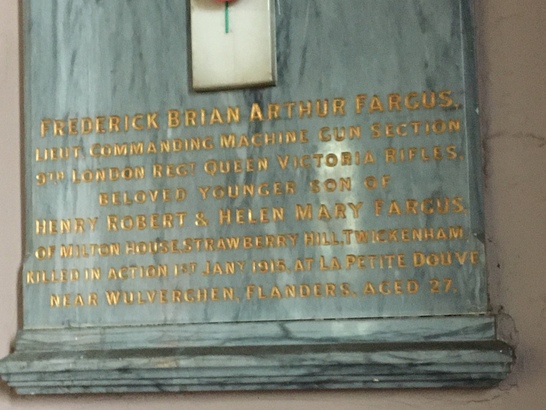 FREDERICK BRIAN ARTHUR FARGUS,
LIEUT. COMMANDING MACHINE GUN SECTION
9TH LONDON REGT QUEEN VICTORIA RIFLES,
BELOVED YOUNGER SON OF
HENRY ROBERT & HELEN MARY FARGUS,
OF MILTON HOUSE, STRAWBERRY HILL, TWICKENHAM.
KILLED IN ACTION 1ST JANY 1915, AT LA PETITE DOUVE
NEAR WULVERGHEN, FLANDERS, AGED 27.